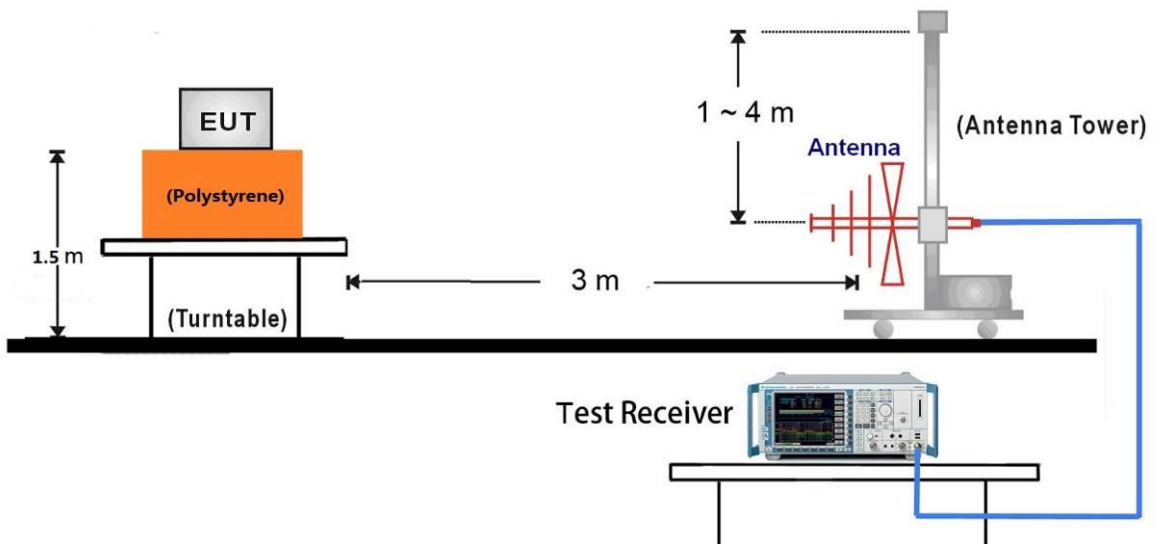 EUT
(Polystyrene)
1.5 m
(Turntable)
3 m
1 ~ 4 m
Antenna
(Antenna Tower)
Test Receiver